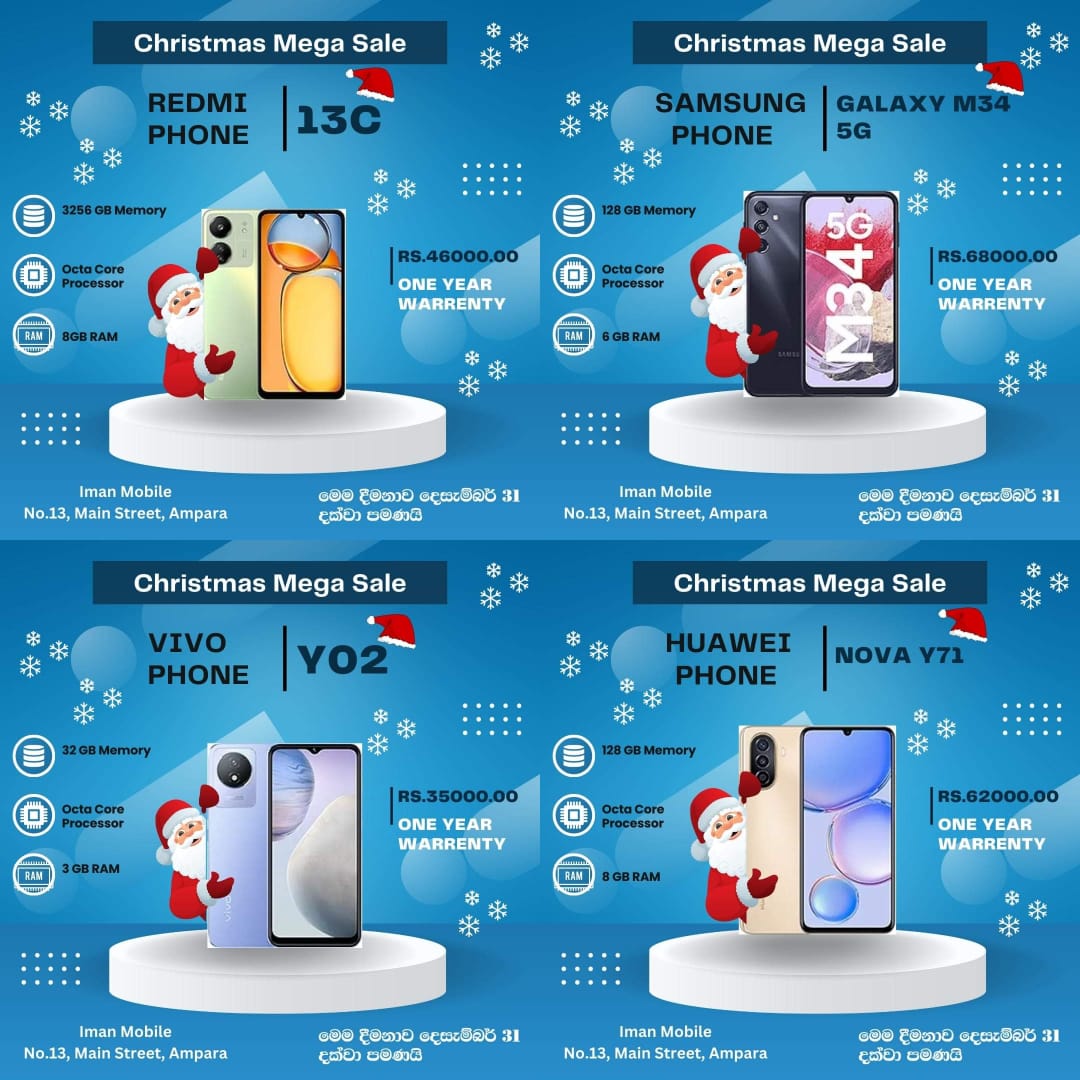 Christmas Mega Sale
REDMI
PHONE
13C
3256 GB Memory
Octa Core
Processor
RAM
8GB RAM
RS.46000.00
ONE YEAR
WARRENTY
Iman Mobile
No.13, Main Street, Ampara
මෙම දීමනාව දෙසැම්බර් 31
දක්වා පමණයි
Christmas Mega Sale
SAMSUNG
PHONE
GALAXY M34
5G
128 GB Memory
Octa Core
Processor
RAM
6 GB RAM
5G
M34
SAMSU
RS.68000.00
ONE YEAR
WARRENTY
Iman Mobile
No.13, Main Street, Ampara
මෙම දීමනාව දෙසැම්බර් 31
දක්වා පමණයි
Christmas Mega Sale
VIVO
PHONE
Y02
32 GB Memory
Octa Core
Processor
RAM
3 GB RAM
vivo
RS.35000.00
ONE YEAR
WARRENTY
Iman Mobile
No.13, Main Street, Ampara
මෙම දීමනාව දෙසැම්බර් 31
දක්වා පමණයි
Christmas Mega Sale
HUAWEI
PHONE
NOVA Y71
128 GB Memory
Octa Core
Processor
RAM
8 GB RAM
RS.62000.00
ONE YEAR
WARRENTY
Iman Mobile
No.13, Main Street, Ampara
මෙම දීමනාව දෙසැම්බර් 31
දක්වා පමණයි